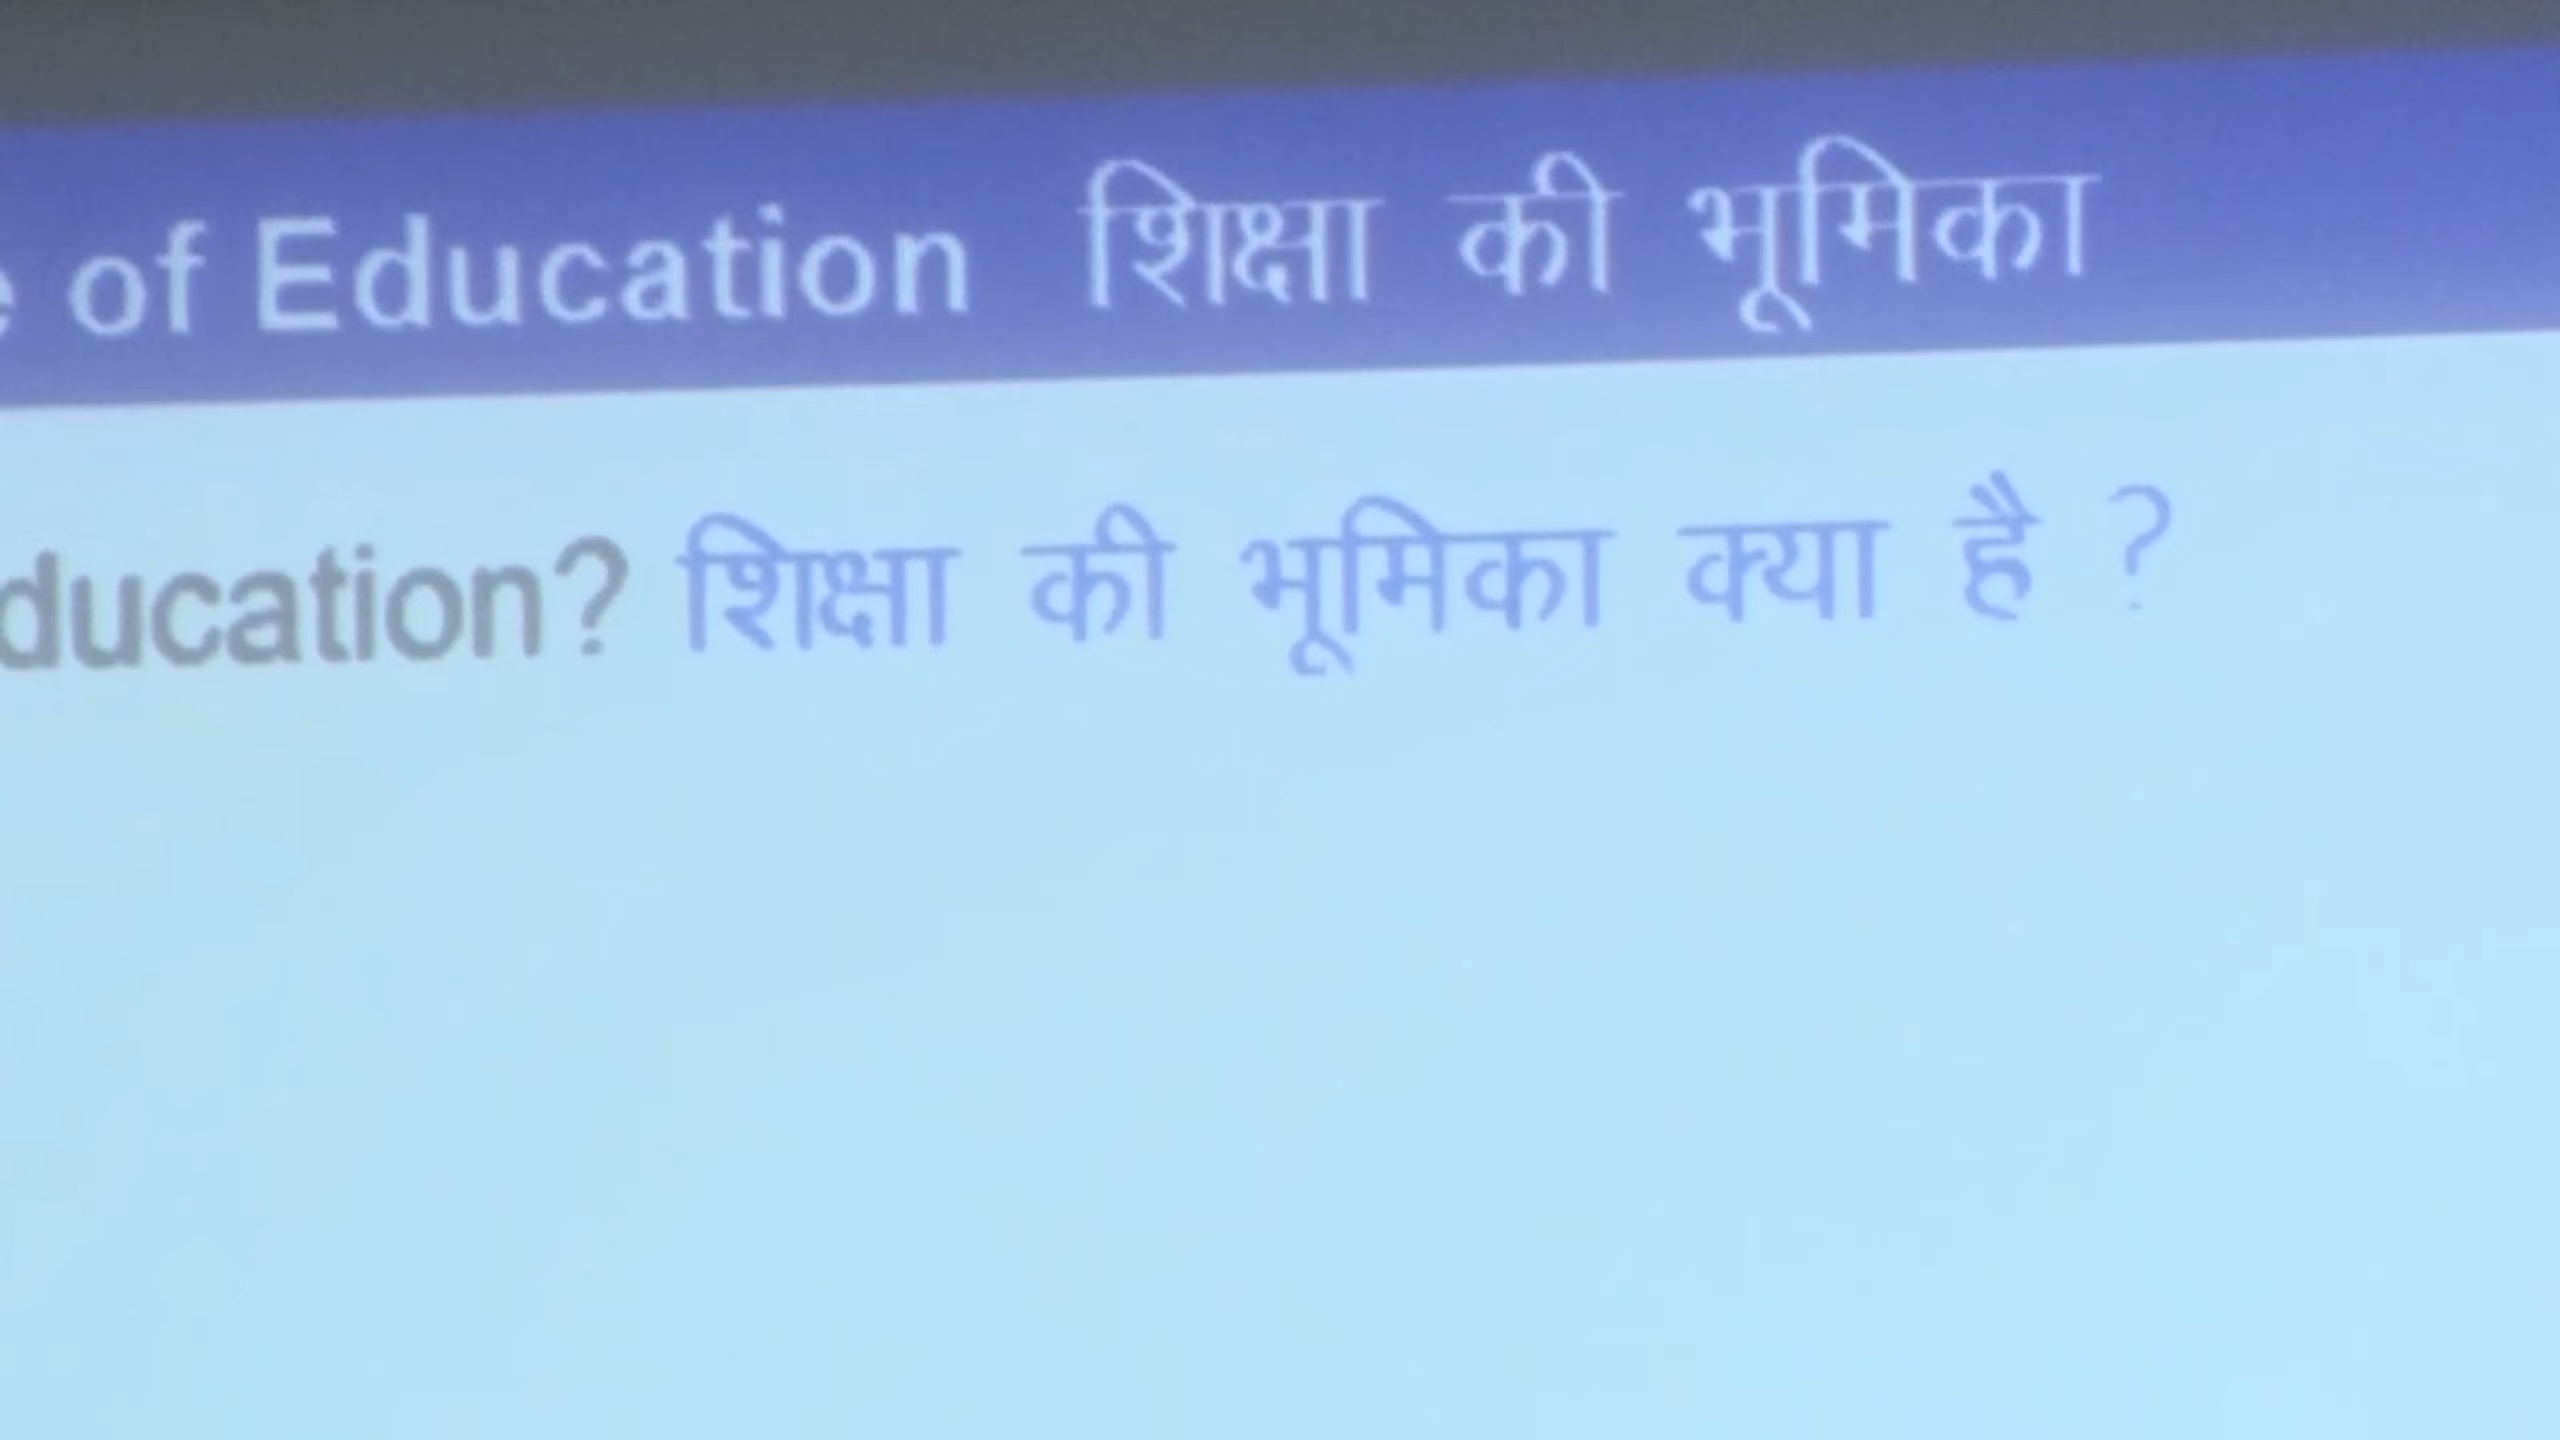 of Education शिक्षा की भूमिका
ducation? शिक्षा की भूमिका क्या है ?